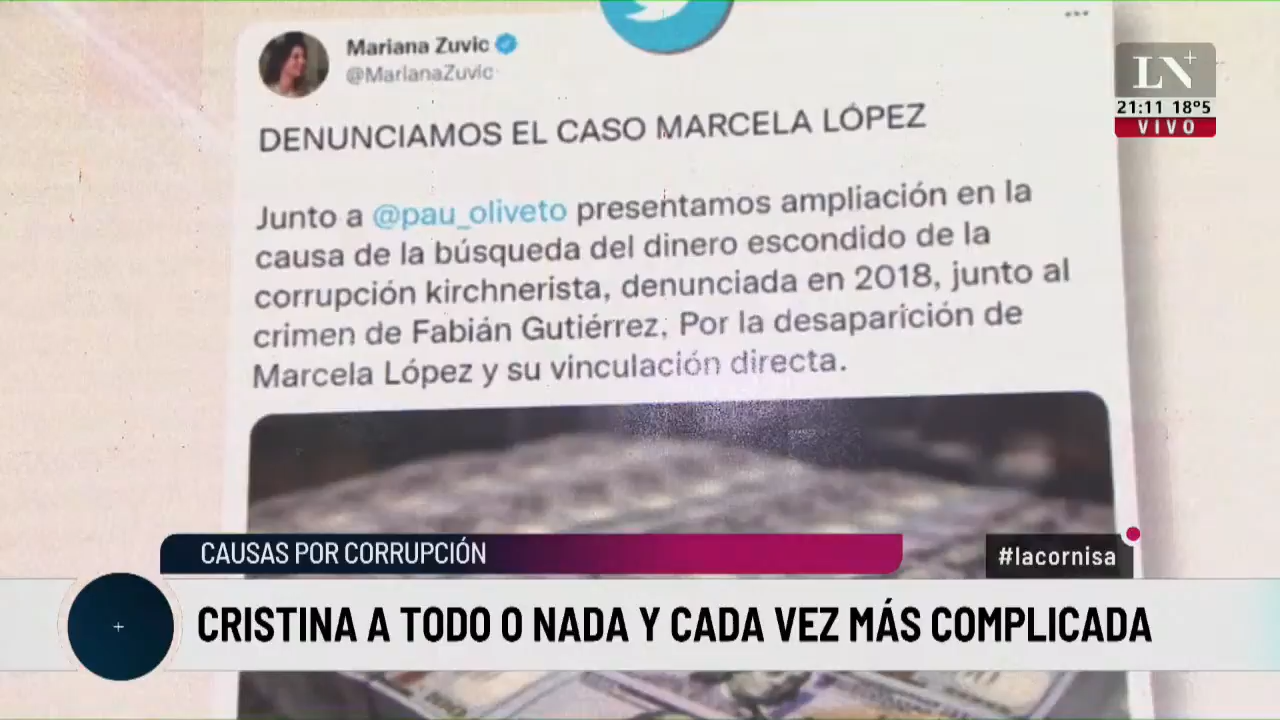 Mariana Zuvic
@MarianaZuvic
DENUNCIAMOS EL CASO MARCELA LÓPEZ
Junto a @pau_oliveto presentamos ampliación en la
causa de la búsqueda del dinero escondido de la
corrupción kirchnerista, denunciada en 2018, junto al
crimen de Fabián Gutiérrez. Por la desaparición de
Marcela López y su vinculación directa.
LN+
21:11 18º5
VIVO
CAUSAS POR CORRUPCIÓN
#lacornisa
CRISTINA A TODO O NADA Y CADA VEZ MÁS COMPLICADA